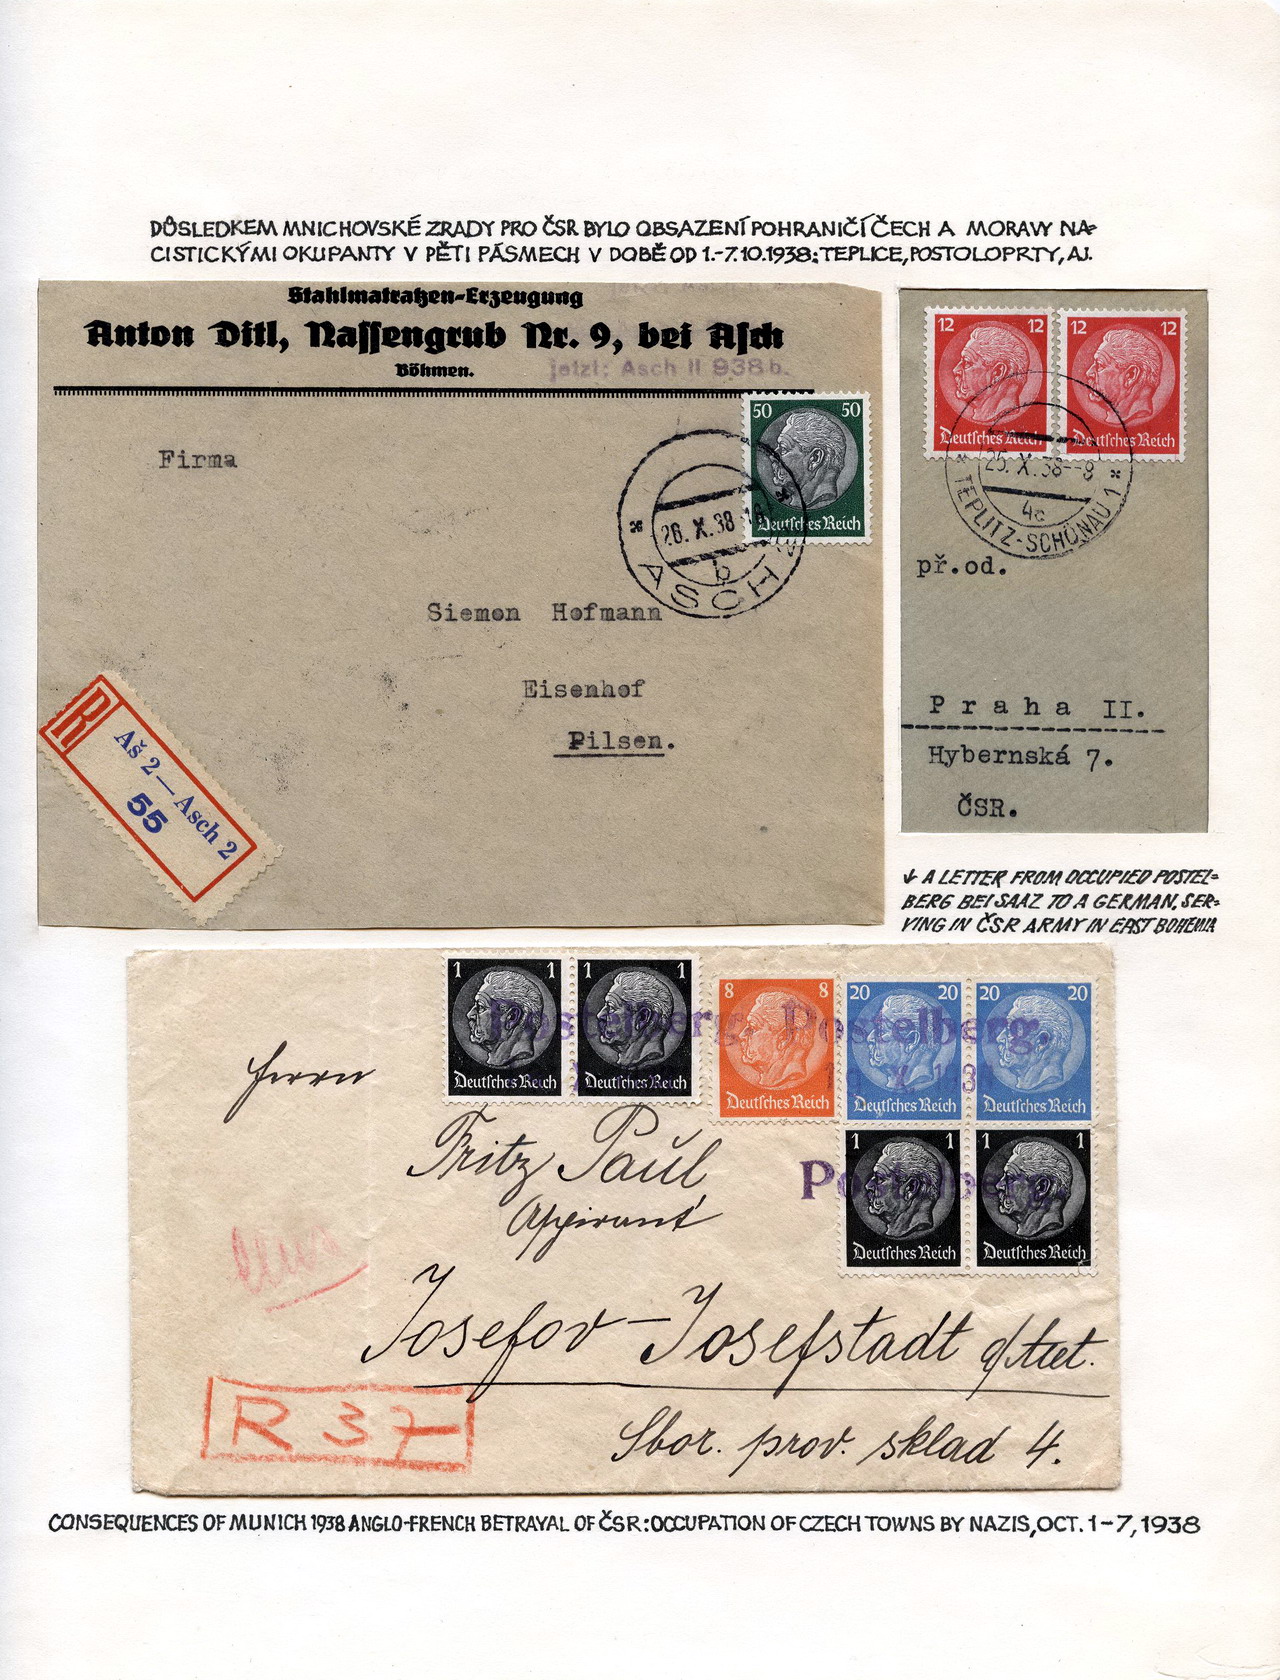 DŮSLEDKEM MNICHOVSKÉ ZRADY PRO ČSR BYLO OBSAZENÍ POHRANIČÍ ČECH A MORAVY NA-
CISTICKÝMI OKUPANTY V PĚTI PÁSMECH V DOBĚ OD 1.-7.10.1938: TEPLICE, POSTOLOPRTY, AJ.
Stahlmatratzen-Erzeugung
Anton Ditl, Nassengrub Nr. 9, bei Asch
Böhmen.
jetzt: Asch II 938 b.
50 50
Deutsches Reich
26. X. 38
b
ASCH
Firma
Siemon Hofmann
Eisenhof
Pilsen.
R
Aš 2 — Asch 2
55
12 12
Deutsches Reich
12 12
Deutsches Reich
25. X. 38--8
4c
TEPLITZ-SCHÖNAU 1
př.od.
Praha II.
Hybernská 7.
ČSR.
↓ A LETTER FROM OCCUPIED POSTEL=
BERG BEI SAAZ TO A GERMAN, SER-
VING IN ČSR ARMY IN EAST BOHEMIA
1 1
Deutsches Reich
1 1
Deutsches Reich
8 8
Deutsches Reich
20 20
Deutsches Reich
20 20
Deutsches Reich
1 1
Deutsches Reich
1 1
Deutsches Reich
Postelberg.
Postelberg.
Postelberg.
Herrn
Fritz Paul
Aspirant
Josefov – Josefstadt
Sbor. prov. sklad 4.
R 37
CONSEQUENCES OF MUNICH 1938 ANGLO-FRENCH BETRAYAL OF ČSR: OCCUPATION OF CZECH TOWNS BY NAZIS, OCT. 1-7, 1938